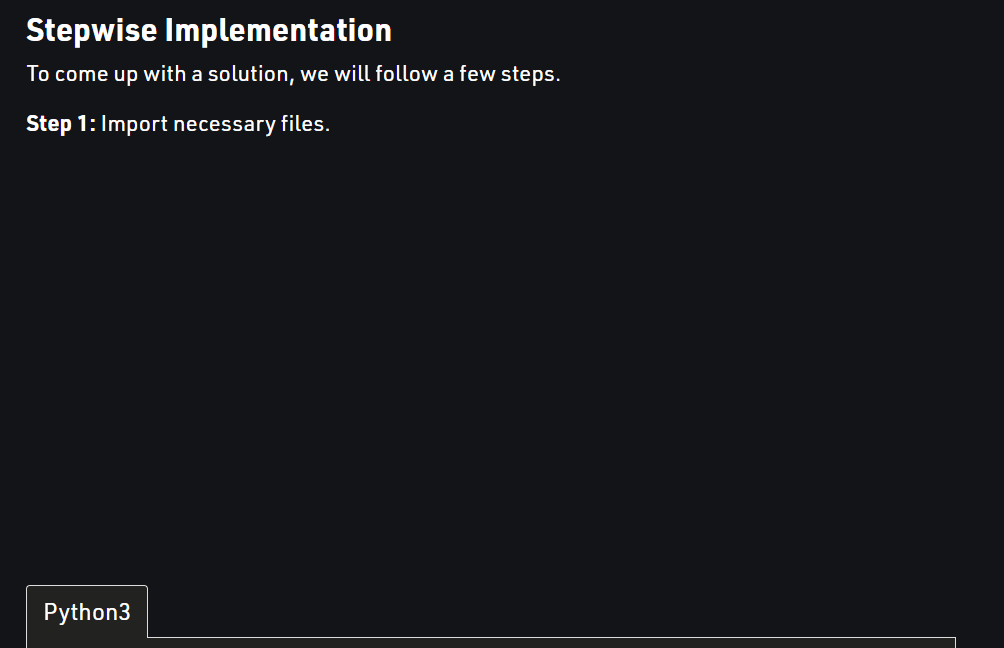 Stepwise Implementation
To come up with a solution, we will follow a few steps.
Step 1: Import necessary files.
Python3